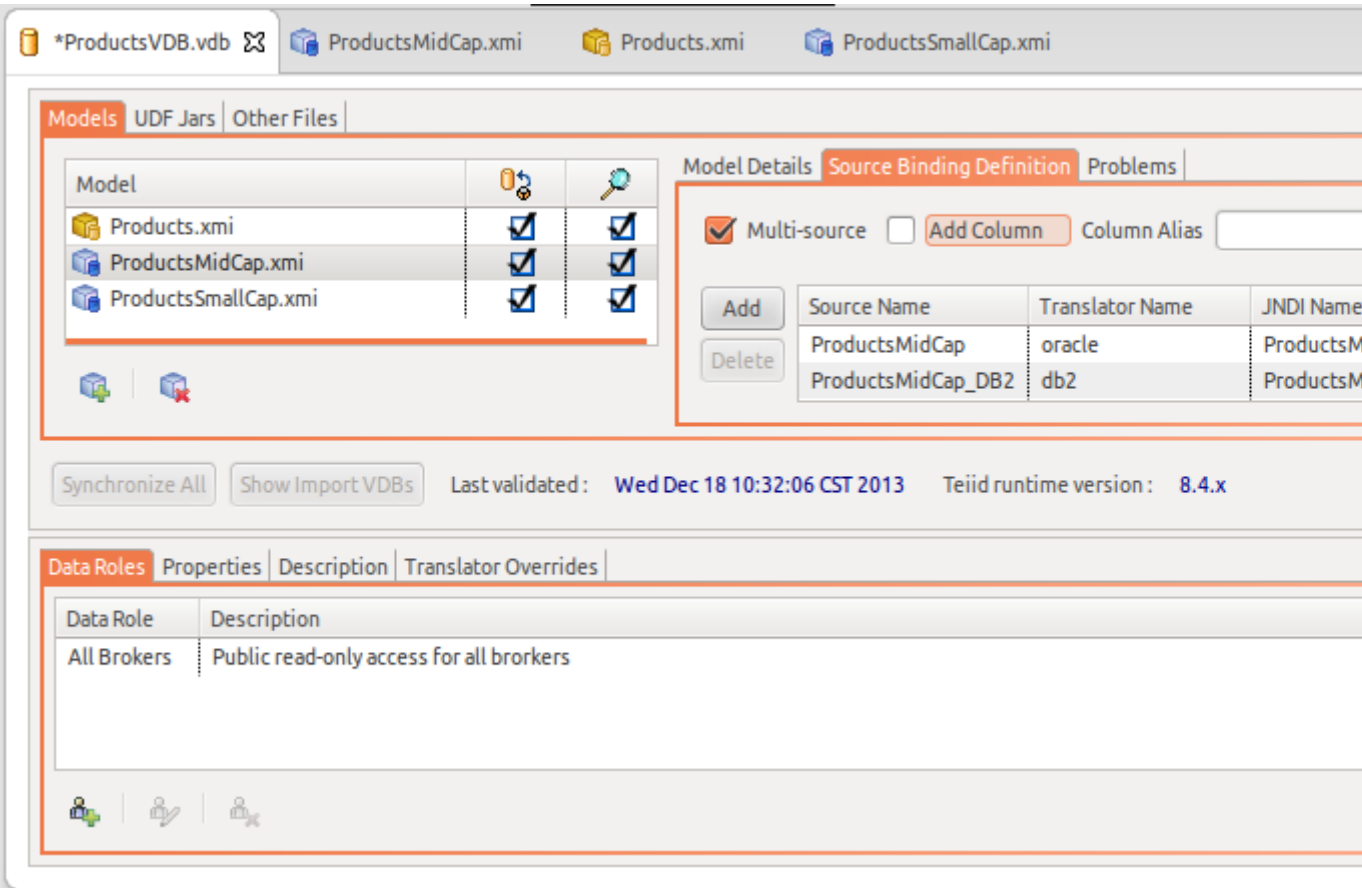 *ProductsVDB.vdb ProductsMidCap.xmi Products.xmi ProductsSmallCap.xmi
Models UDF Jars Other Files
Model Details Source Binding Definition Problems
Model
Products.xmi
ProductsMidCap.xmi
ProductsSmallCap.xmi
Multi-source Add Column Column Alias
Add
Delete
Source Name Translator Name JNDI Name
ProductsMidCap oracle ProductsM
ProductsMidCap_DB2 db2 ProductsM
Synchronize All Show Import VDBs Last validated : Wed Dec 18 10:32:06 CST 2013 Teiid runtime version : 8.4.x
Data Roles Properties Description Translator Overrides
Data Role Description
All Brokers Public read-only access for all brorkers